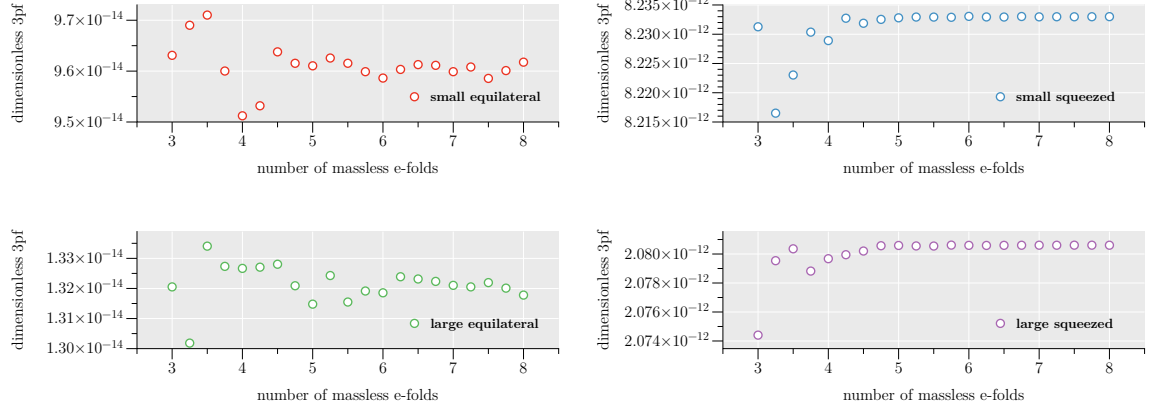 dimensionless 3pf
9.7×10⁻¹⁴
9.6×10⁻¹⁴
9.5×10⁻¹⁴
small equilateral
3 4 5 6 7 8
number of massless e-folds
dimensionless 3pf
8.235×10⁻¹²
8.230×10⁻¹²
8.225×10⁻¹²
8.220×10⁻¹²
8.215×10⁻¹²
small squeezed
3 4 5 6 7 8
number of massless e-folds
dimensionless 3pf
1.33×10⁻¹⁴
1.32×10⁻¹⁴
1.31×10⁻¹⁴
1.30×10⁻¹⁴
large equilateral
3 4 5 6 7 8
number of massless e-folds
dimensionless 3pf
2.080×10⁻¹²
2.078×10⁻¹²
2.076×10⁻¹²
2.074×10⁻¹²
large squeezed
3 4 5 6 7 8
number of massless e-folds